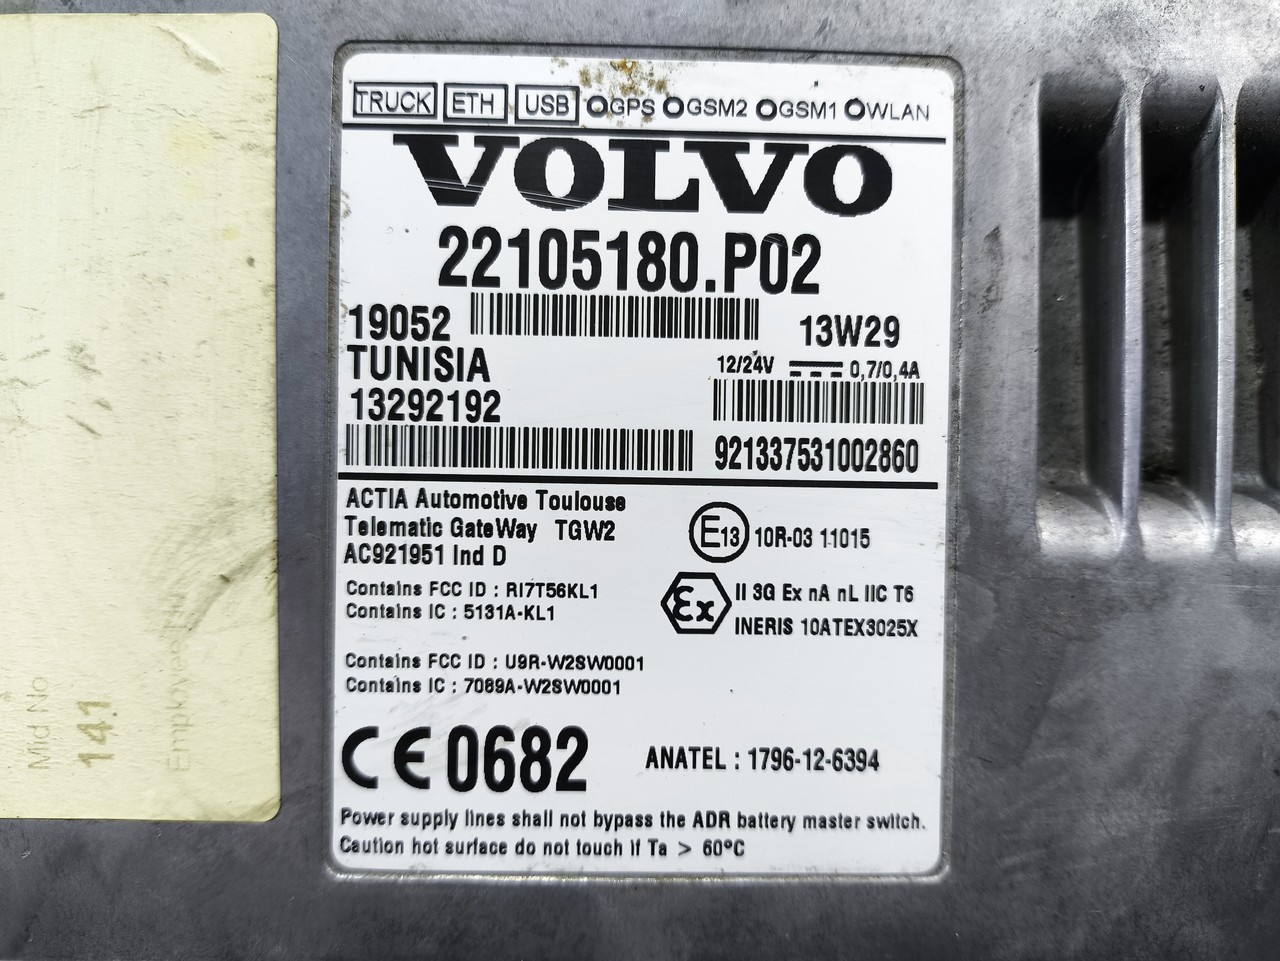 TRUCK ETH USB GPS GSM2 GSM1 WLAN
VOLVO
22105180.P02
19052
13W29
TUNISIA
12/24V 0,7/0,4A
13292192
921337531002860
ACTIA Automotive Toulouse
Telematic GateWay TGW2
AC921951 Ind D
E13 10R-03 11015
Contains FCC ID : RI7T56KL1
Contains IC : 5131A-KL1
Ex II 3G Ex nA nL IIC T6
INERIS 10ATEX3025X
Contains FCC ID : U9R-W2SW0001
Contains IC : 7089A-W2SW0001
CE 0682
ANATEL : 1796-12-6394
Power supply lines shall not bypass the ADR battery master switch.
Caution hot surface do not touch if Ta > 60°C
Mid No
141
Employee